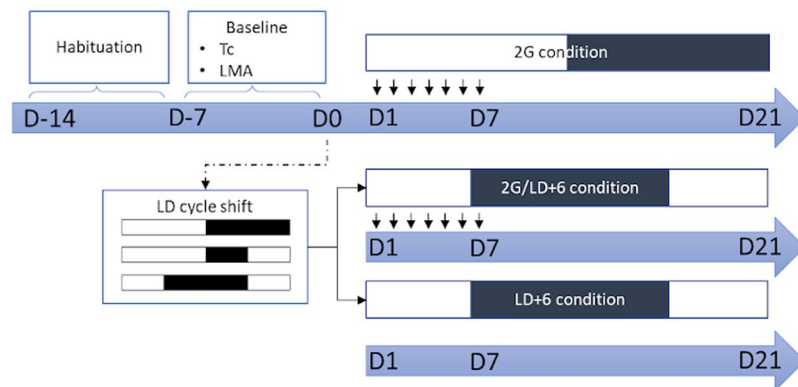 Habituation
Baseline
• Tc
• LMA
2G condition
D-14 D-7 D0 D1 D7 D21
LD cycle shift
2G/LD+6 condition
D1 D7 D21
LD+6 condition
D1 D7 D21